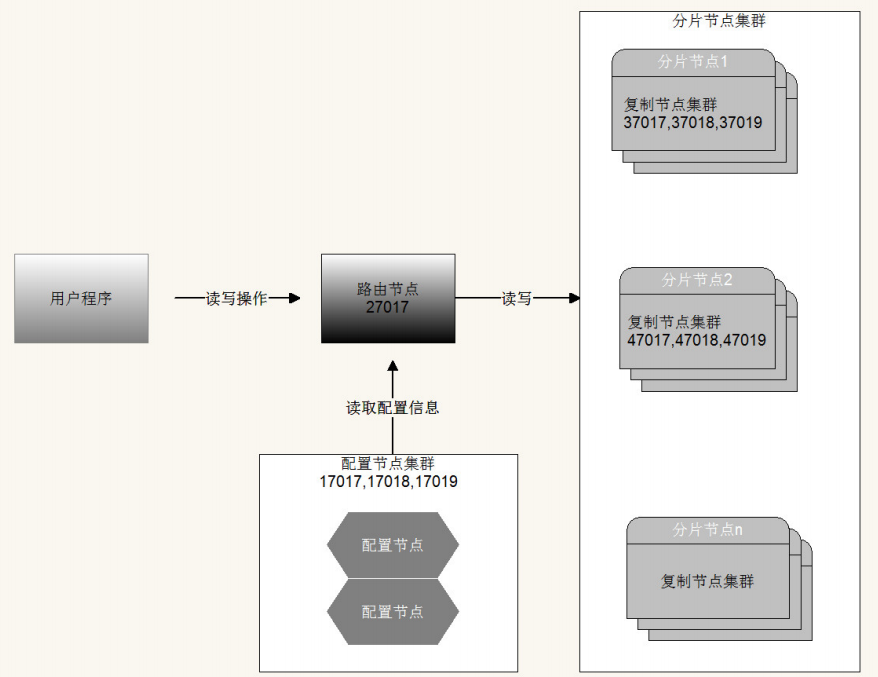 用户程序
读写操作
路由节点
27017
读写
读取配置信息
配置节点集群
17017,17018,17019
配置节点
配置节点
分片节点集群
分片节点1
复制节点集群
37017,37018,37019
分片节点2
复制节点集群
47017,47018,47019
分片节点n
复制节点集群